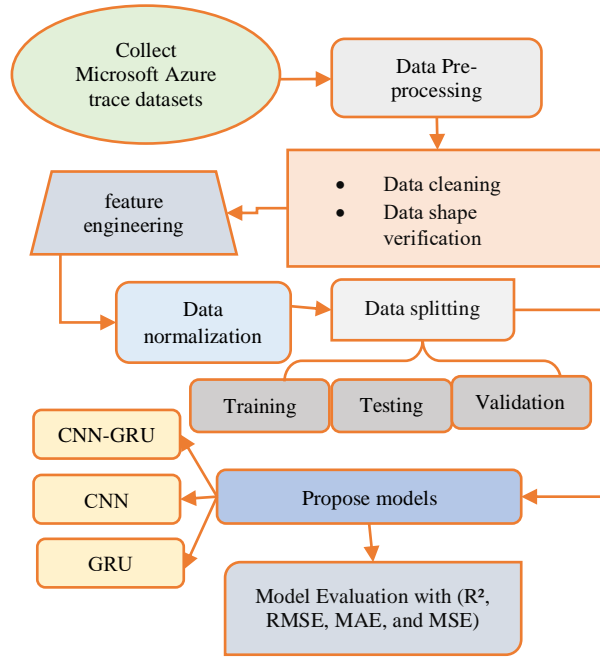 Collect
Microsoft Azure
trace datasets
Data Pre-
processing
• Data cleaning
• Data shape
verification
feature
engineering
Data
normalization
Data splitting
Training
Testing
Validation
CNN-GRU
CNN
GRU
Propose models
Model Evaluation with (R²,
RMSE, MAE, and MSE)